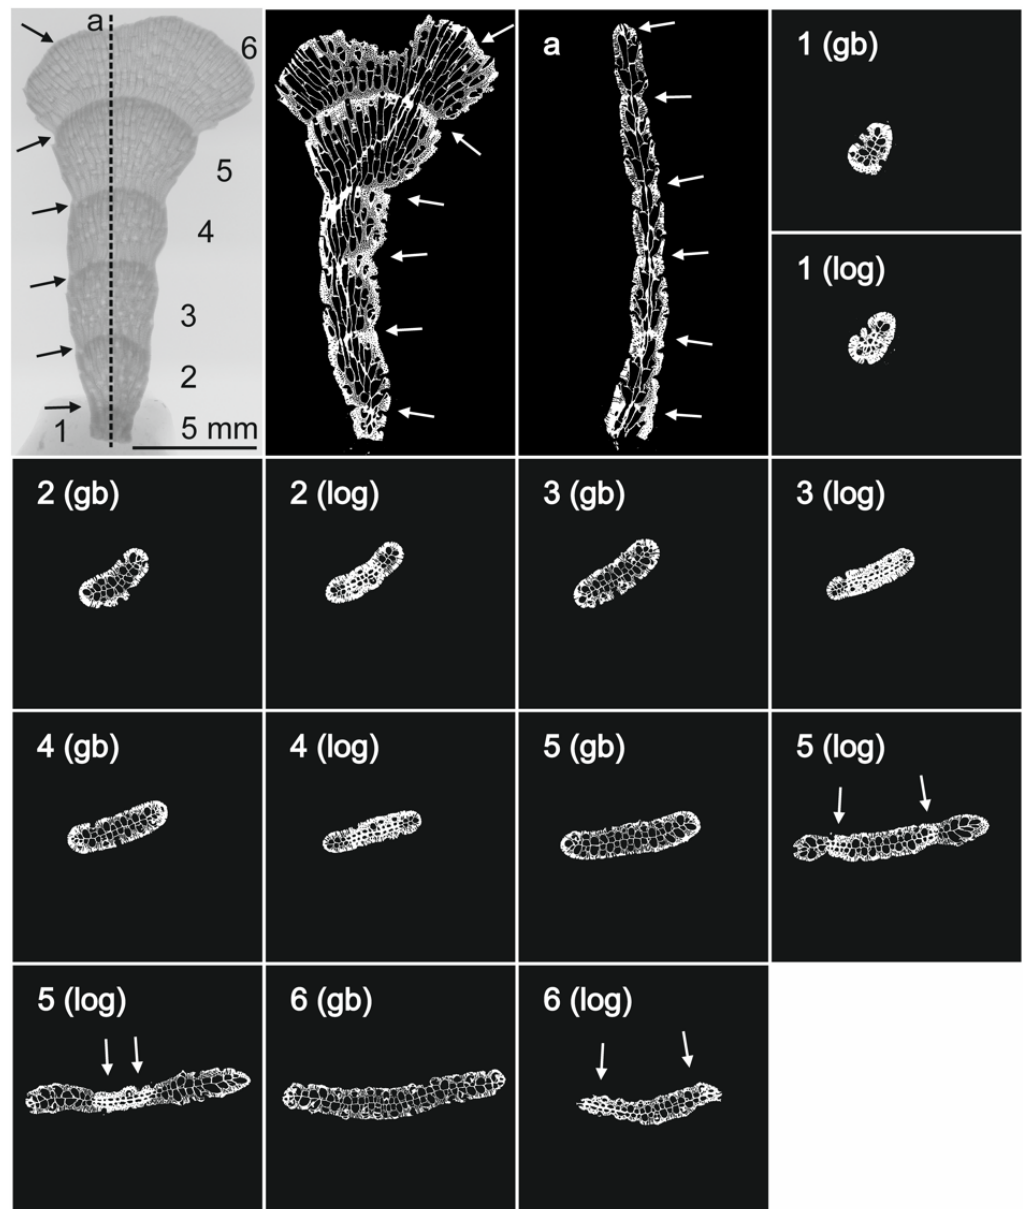 a
6
5
4
3
2
1
5 mm
a
1 (gb)
1 (log)
2 (gb)
2 (log)
3 (gb)
3 (log)
4 (gb)
4 (log)
5 (gb)
5 (log)
5 (log)
6 (gb)
6 (log)